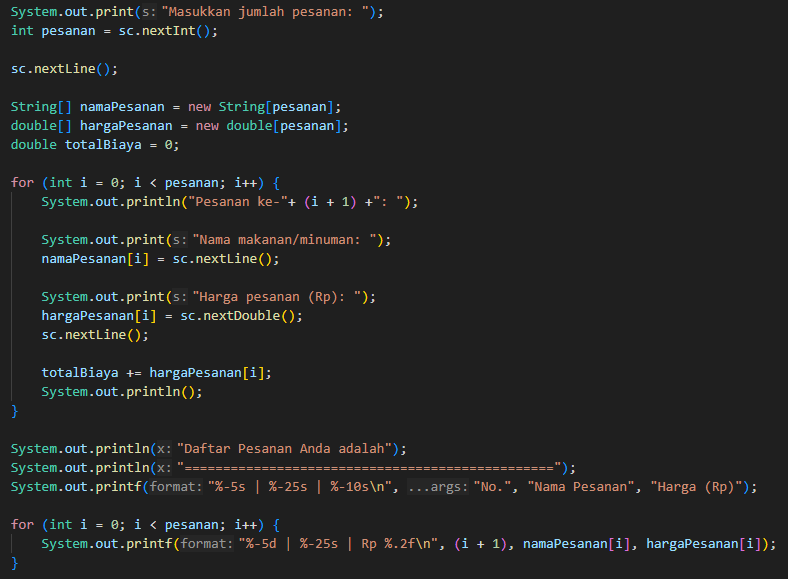 System.out.print(s: "Masukkan jumlah pesanan: ");
int pesanan = sc.nextInt();
sc.nextLine();
String[] namaPesanan = new String[pesanan];
double[] hargaPesanan = new double[pesanan];
double totalBiaya = 0;
for (int i = 0; i < pesanan; i++) {
System.out.println("Pesanan ke-"+ (i + 1) +": ");
System.out.print(s: "Nama makanan/minuman: ");
namaPesanan[i] = sc.nextLine();
System.out.print(s: "Harga pesanan (Rp): ");
hargaPesanan[i] = sc.nextDouble();
sc.nextLine();
totalBiaya += hargaPesanan[i];
System.out.println();
}
System.out.println(x: "Daftar Pesanan Anda adalah");
System.out.println(x: "================================================");
System.out.printf(format: "%-5s | %-25s | %-10s\n", ...args: "No.", "Nama Pesanan", "Harga (Rp)");
for (int i = 0; i < pesanan; i++) {
System.out.printf(format: "%-5d | %-25s | Rp %.2f\n", (i + 1), namaPesanan[i], hargaPesanan[i]);
}